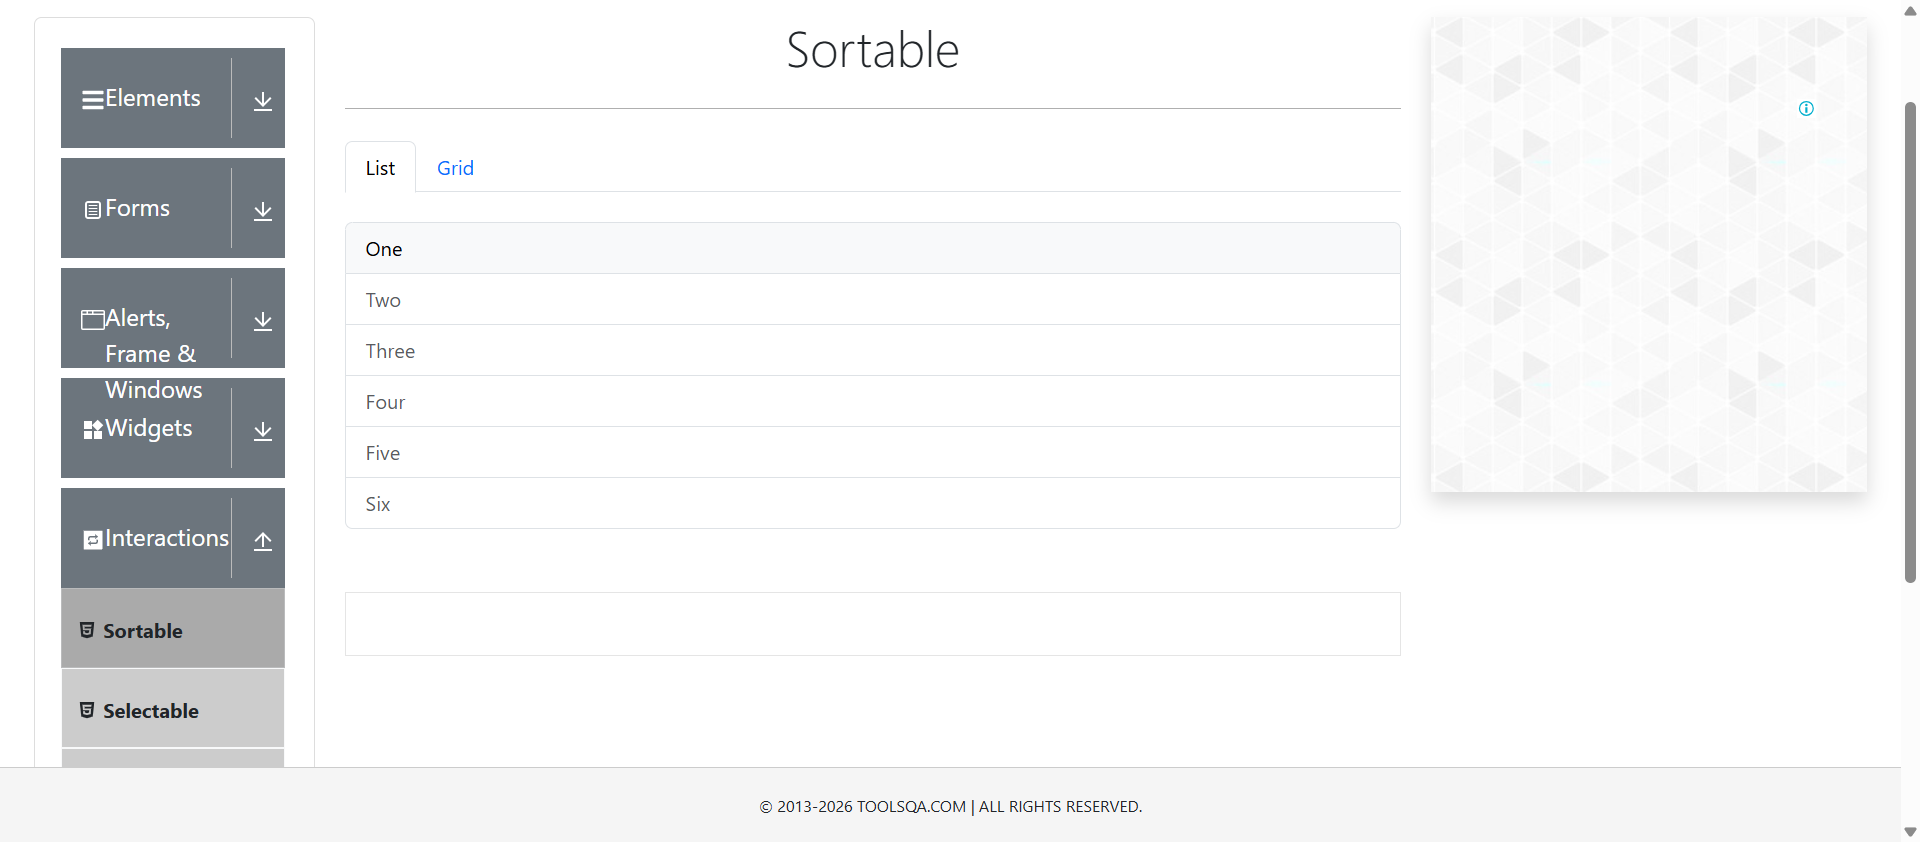 Elements
Forms
Alerts,
Frame &
Windows
Widgets
Interactions
Sortable
Selectable
Sortable
List
Grid
One
Two
Three
Four
Five
Six
© 2013-2026 TOOLSQA.COM | ALL RIGHTS RESERVED.